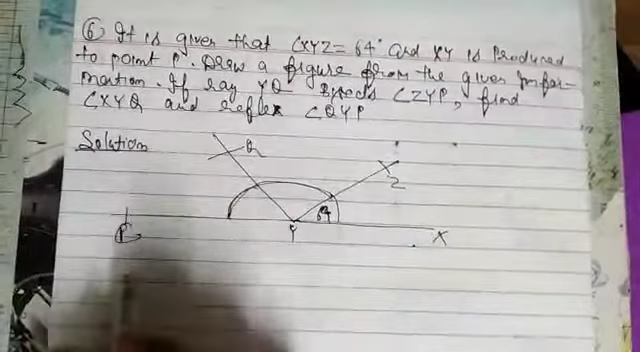 ⑥ It is given that ∠XYZ = 64° and XY is Produced
to point P. Draw a figure from the given Infor-
mation. If ray YQ Bisects ∠ZYP, find
∠XYQ and reflex ∠QYP
Solution
Q
Z
64
P
Y
X